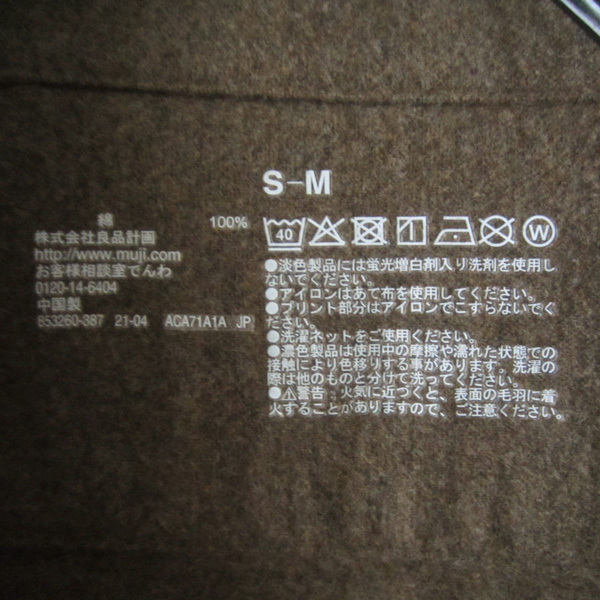 S-M
綿 100%
株式会社良品計画
http://www.muji.com
お客様相談室でんわ
0120-14-6404
中国製
853260-387 21-04 ACA71A1A JP
40
W
●淡色製品には蛍光増白剤入り洗剤を使用し
ないでください。
●アイロンはあて布を使用してください。
●プリント部分はアイロンでこすらないでく
ださい。
●洗濯ネットをご使用ください。
●濃色製品は使用中の摩擦や濡れた状態での
接触により色移りする事があります。洗濯の
際は他のものと分けて洗ってください。
●⚠警告:火気に近づくと、表面の毛羽に着
火することがありますので、ご注意ください。